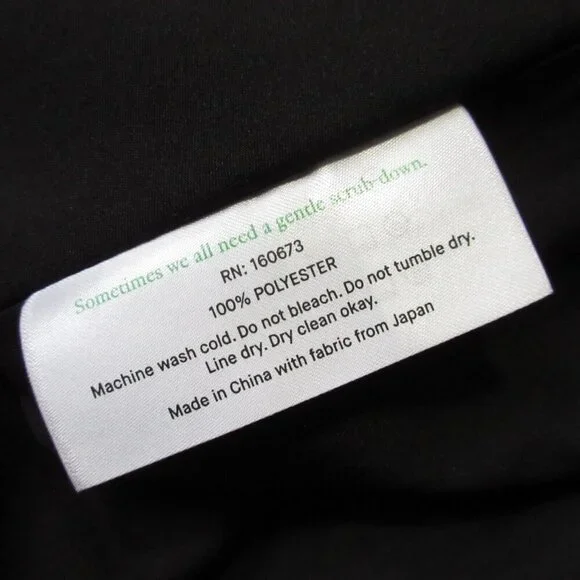 Sometimes we all need a gentle scrub-down.
RN: 160673
100% POLYESTER
Machine wash cold. Do not bleach. Do not tumble dry.
Line dry. Dry clean okay.
Made in China with fabric from Japan